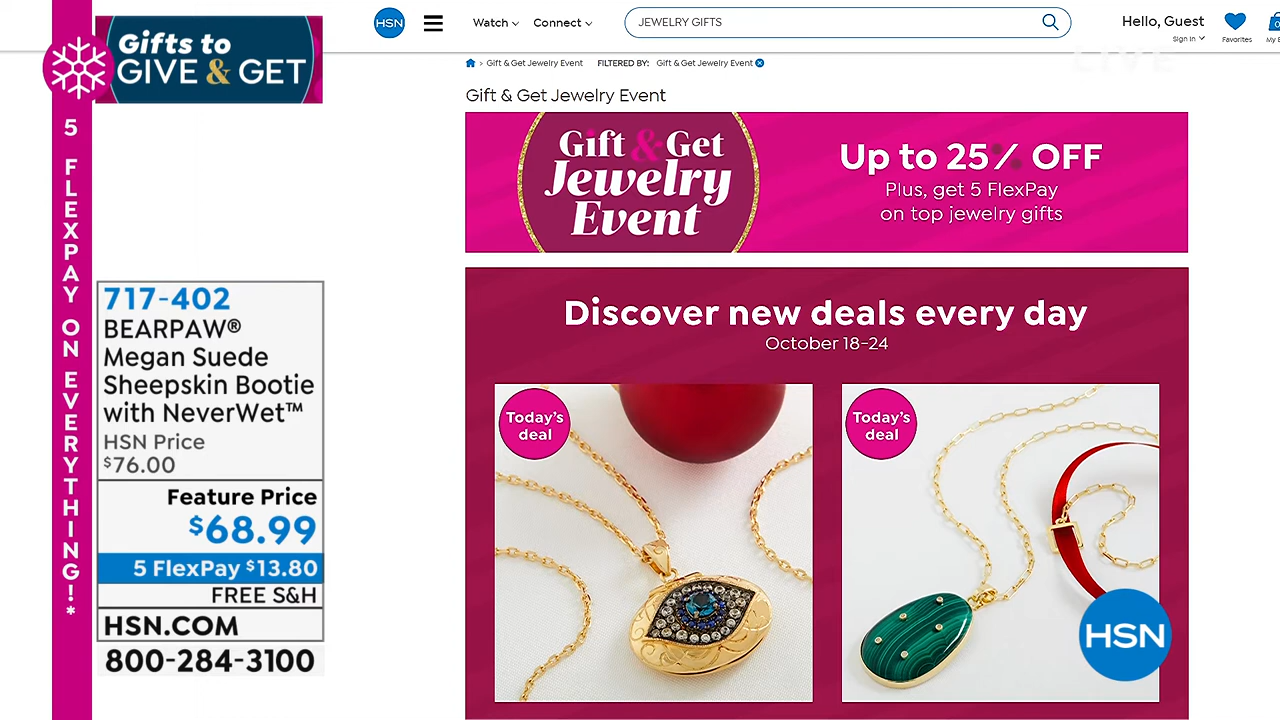 Gifts to
GIVE & GET
5 FLEXPAY ON EVERYTHING!*
717-402
BEARPAW®
Megan Suede
Sheepskin Bootie
with NeverWet™
HSN Price
$76.00
Feature Price
$68.99
5 FlexPay $13.80
FREE S&H
HSN.COM
800-284-3100
HSN
Watch
Connect
JEWELRY GIFTS
Hello, Guest
Sign In
Favorites
My
LIVE
> Gift & Get Jewelry Event
FILTERED BY: Gift & Get Jewelry Event
Gift & Get Jewelry Event
Gift & Get
Jewelry
Event
Up to 25% OFF
Plus, get 5 FlexPay
on top jewelry gifts
Discover new deals every day
October 18-24
Today's
deal
Today's
deal
HSN